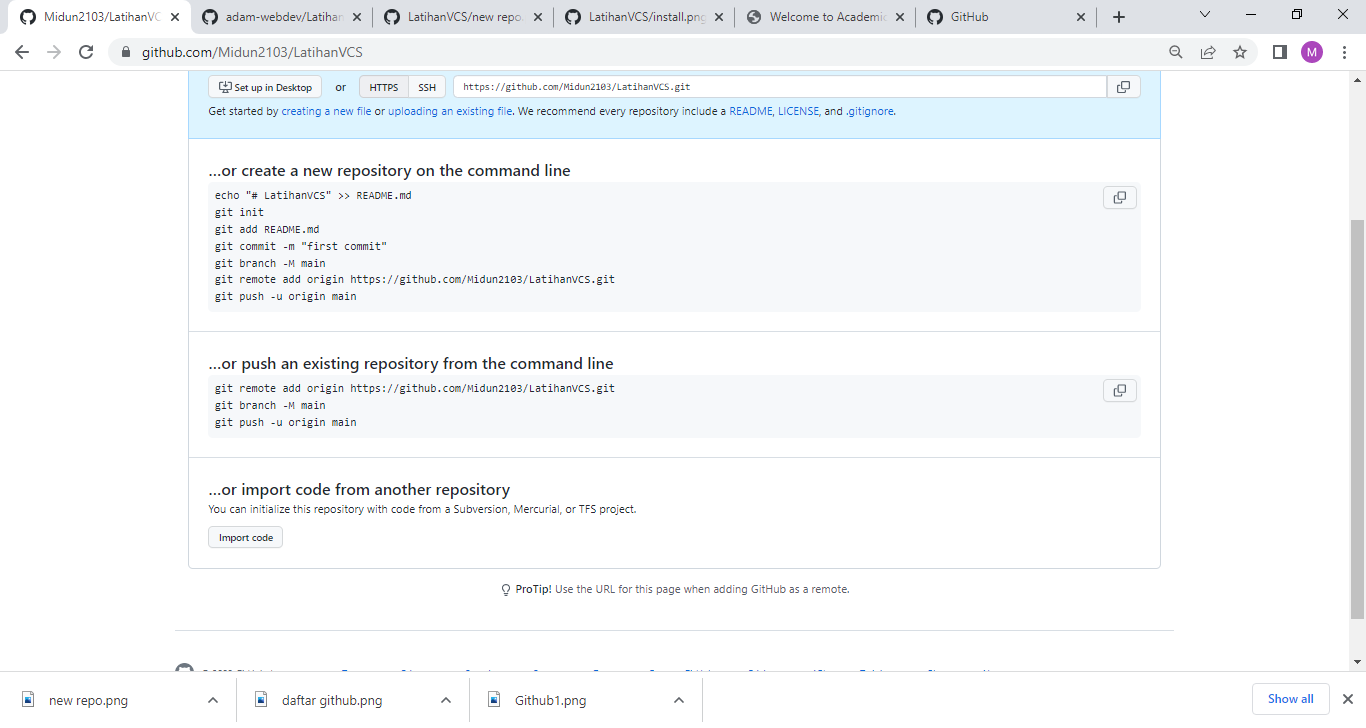 Midun2103/LatihanVC
adam-webdev/Latihan
LatihanVCS/new repo.
LatihanVCS/install.png
Welcome to Academic
GitHub
github.com/Midun2103/LatihanVCS
M
Set up in Desktop or HTTPS SSH https://github.com/Midun2103/LatihanVCS.git
Get started by creating a new file or uploading an existing file. We recommend every repository include a README, LICENSE, and .gitignore.
…or create a new repository on the command line
echo "# LatihanVCS" >> README.md
git init
git add README.md
git commit -m "first commit"
git branch -M main
git remote add origin https://github.com/Midun2103/LatihanVCS.git
git push -u origin main
…or push an existing repository from the command line
git remote add origin https://github.com/Midun2103/LatihanVCS.git
git branch -M main
git push -u origin main
…or import code from another repository
You can initialize this repository with code from a Subversion, Mercurial, or TFS project.
Import code
ProTip! Use the URL for this page when adding GitHub as a remote.
new repo.png
daftar github.png
Github1.png
Show all